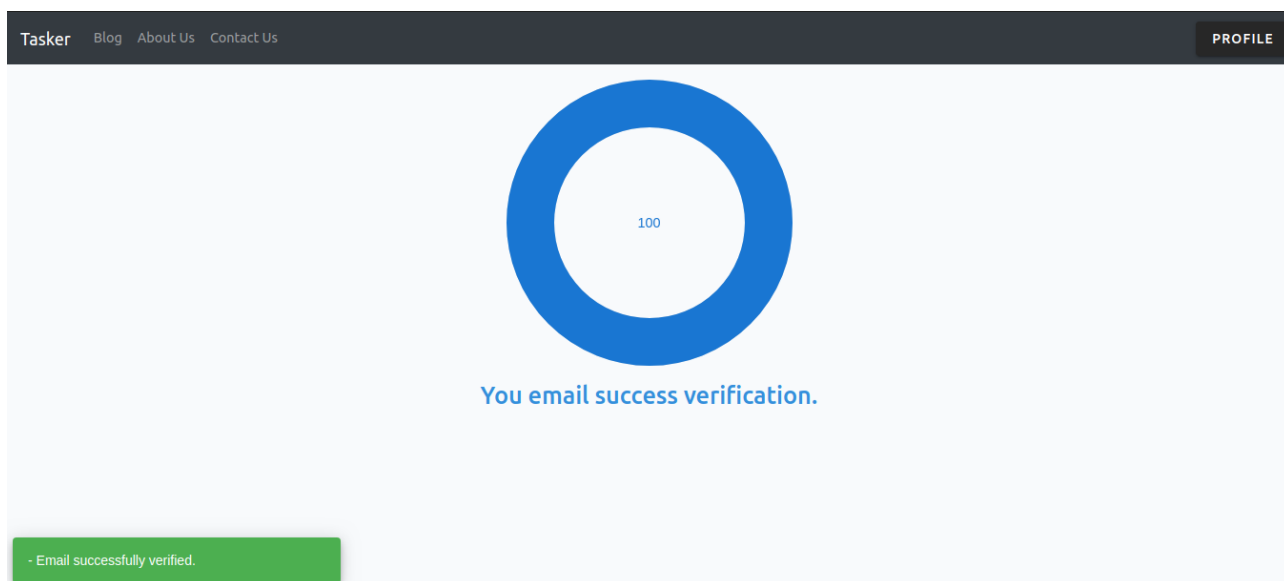 Tasker Blog About Us Contact Us PROFILE
100
You email success verification.
- Email successfully verified.